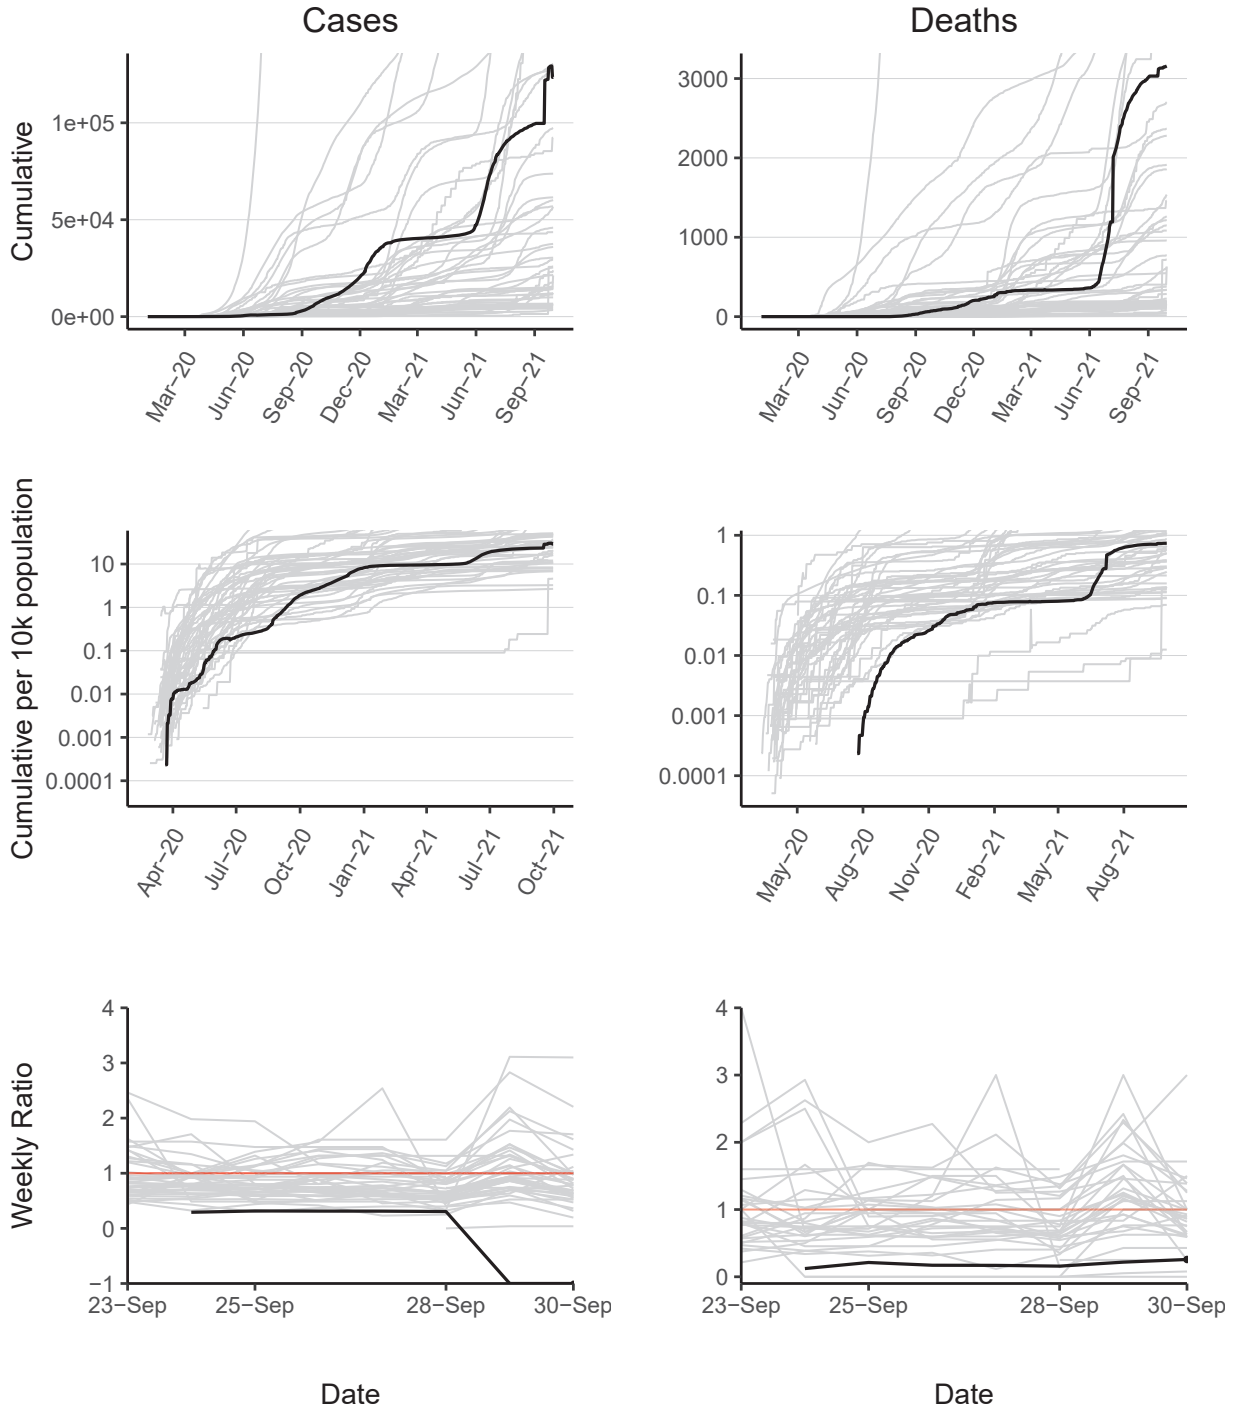 Cases
Deaths
Cumulative
1e+05
5e+04
0e+00
Mar−20
Jun−20
Sep−20
Dec−20
Mar−21
Jun−21
Sep−21
3000
2000
1000
0
Mar−20
Jun−20
Sep−20
Dec−20
Mar−21
Jun−21
Sep−21
Cumulative per 10k population
10
1
0.1
0.01
0.001
0.0001
Apr−20
Jul−20
Oct−20
Jan−21
Apr−21
Jul−21
Oct−21
1
0.1
0.01
0.001
0.0001
May−20
Aug−20
Nov−20
Feb−21
May−21
Aug−21
Weekly Ratio
4
3
2
1
0
−1
23−Sep
25−Sep
28−Sep
30−Sep
4
3
2
1
0
23−Sep
25−Sep
28−Sep
30−Sep
Date
Date